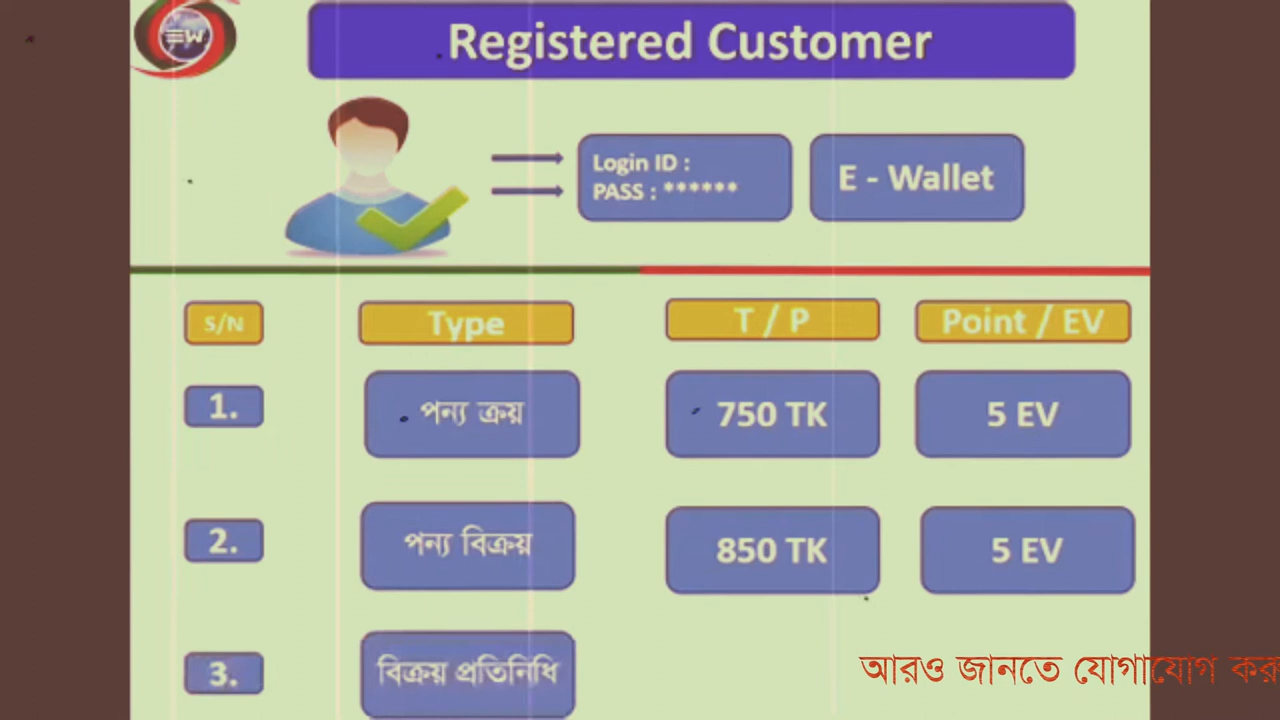 Registered Customer
Login ID :
PASS : ******
E - Wallet
S/N
Type
T / P
Point / EV
1.
পন্য ক্রয়
750 TK
5 EV
2.
পন্য বিক্রয়
850 TK
5 EV
3.
বিক্রয় প্রতিনিধি
আরও জানতে যোগাযোগ